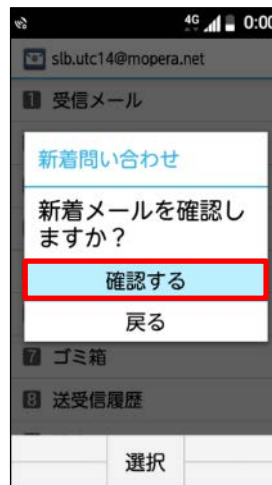 4G 0:00
slb.utc14@mopera.net
1 受信メール
新着問い合わせ
新着メールを確認し
ますか？
確認する
戻る
7 ゴミ箱
8 送受信履歴
選択